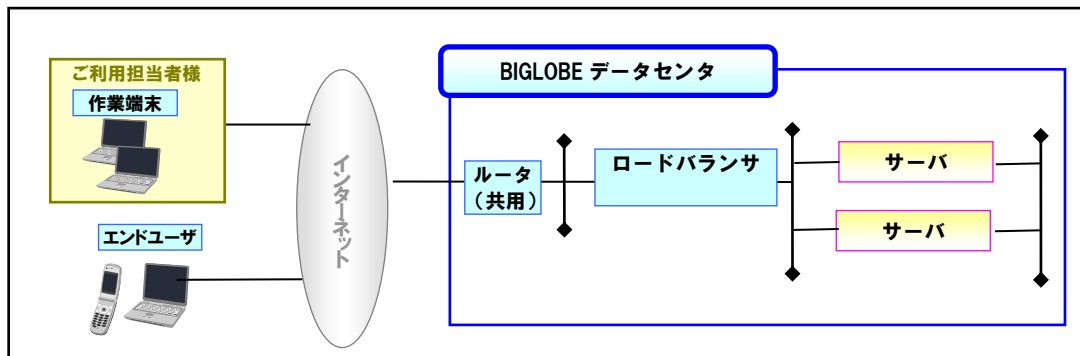 BIGLOBE データセンタ
ご利用担当者様
作業端末
インターネット
ルータ
（共用）
ロードバランサ
サーバ
サーバ
エンドユーザ